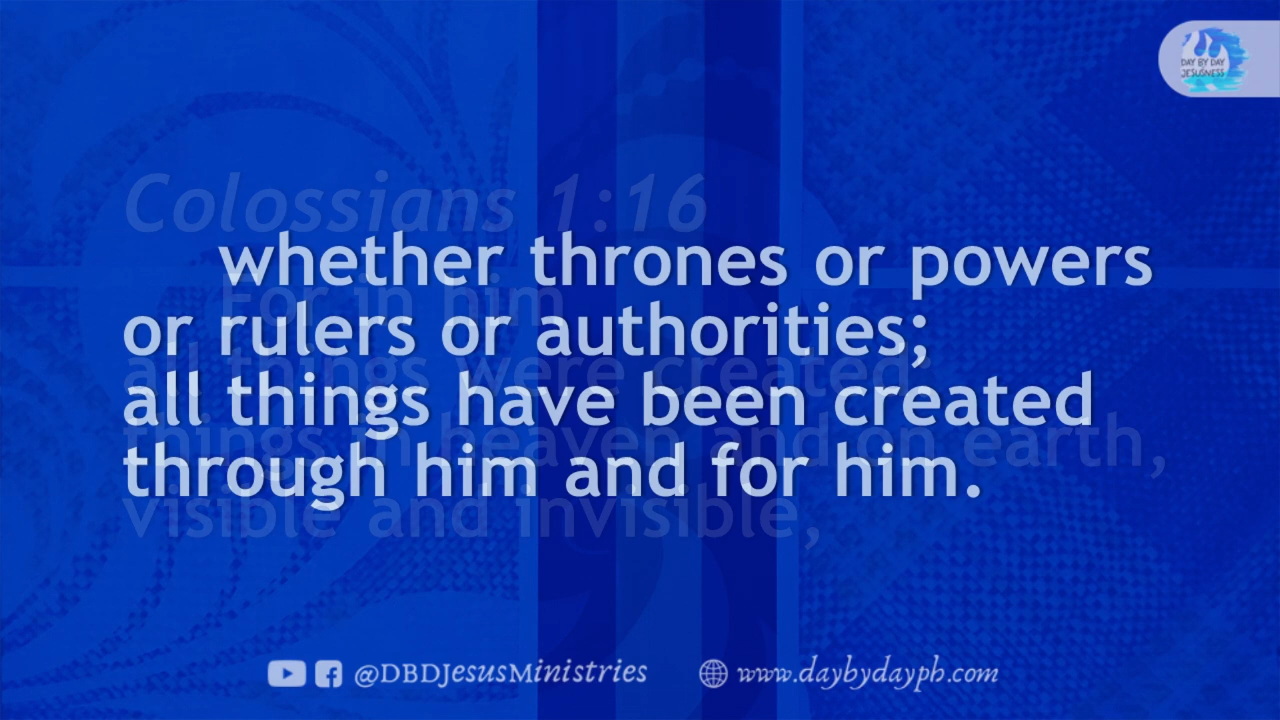 DAY BY DAY
JESUSNESS
Colossians 1:16
For in him
all things were created:
things in heaven and on earth,
visible and invisible,
whether thrones or powers
or rulers or authorities;
all things have been created
through him and for him.
@DBDJesusMinistries
www.daybydayph.com